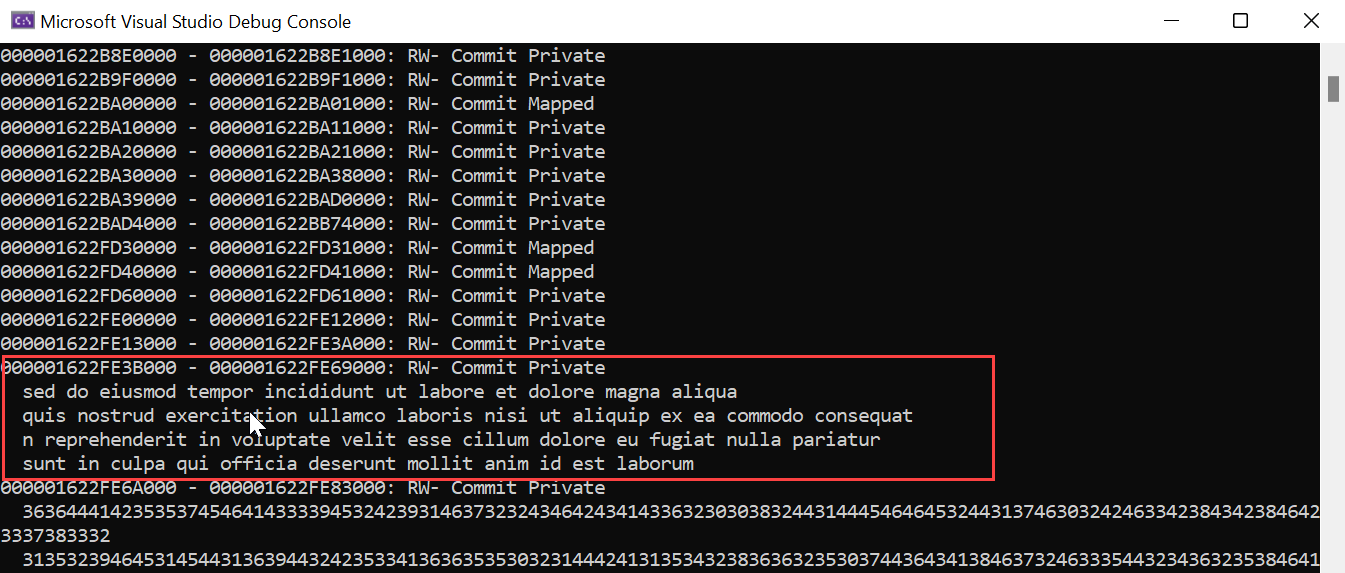 Microsoft Visual Studio Debug Console
000001622B8E0000 - 000001622B8E1000: RW- Commit Private
000001622B9F0000 - 000001622B9F1000: RW- Commit Private
000001622BA00000 - 000001622BA01000: RW- Commit Mapped
000001622BA10000 - 000001622BA11000: RW- Commit Private
000001622BA20000 - 000001622BA21000: RW- Commit Private
000001622BA30000 - 000001622BA38000: RW- Commit Private
000001622BA39000 - 000001622BAD0000: RW- Commit Private
000001622BAD4000 - 000001622BB74000: RW- Commit Private
000001622FD30000 - 000001622FD31000: RW- Commit Mapped
000001622FD40000 - 000001622FD41000: RW- Commit Mapped
000001622FD60000 - 000001622FD61000: RW- Commit Private
000001622FE00000 - 000001622FE12000: RW- Commit Private
000001622FE13000 - 000001622FE3A000: RW- Commit Private
000001622FE3B000 - 000001622FE69000: RW- Commit Private
sed do eiusmod tempor incididunt ut labore et dolore magna aliqua
quis nostrud exercitation ullamco laboris nisi ut aliquip ex ea commodo consequat
n reprehenderit in voluptate velit esse cillum dolore eu fugiat nulla pariatur
sunt in culpa qui officia deserunt mollit anim id est laborum
000001622FE6A000 - 000001622FE83000: RW- Commit Private
3636444142353537454641433339453242393146373232434642434143363230303832443144454646453244313746303242463342384342384642
3337383332
3135323946453145443136394432423533413636353530323144424131353432383636323530374436434138463732463335443234363235384641